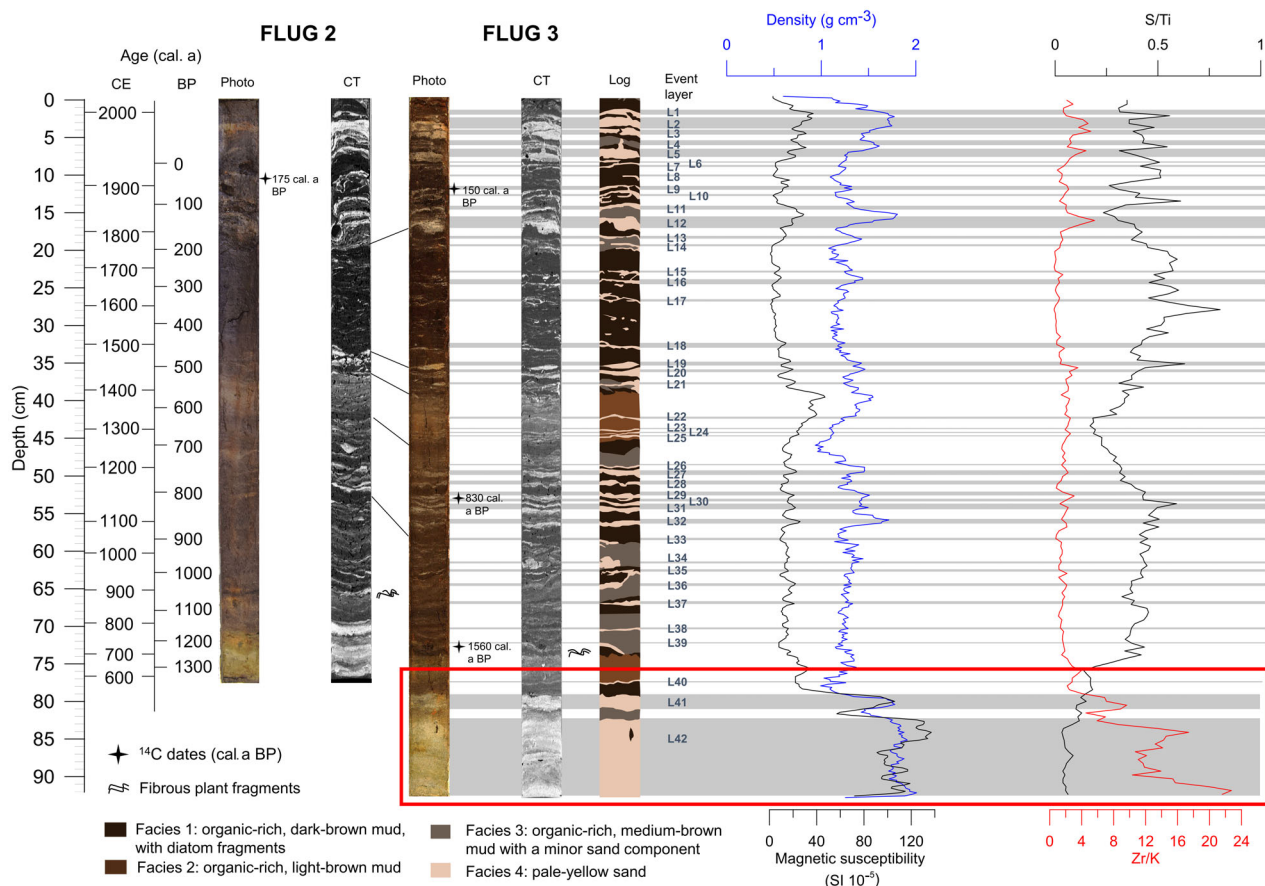 FLUG 2
FLUG 3
Density (g cm⁻³)
S/Ti
0
1
2
0
0.5
1
Age (cal. a)
CE
BP
Photo
CT
Photo
CT
Log
Event
layer
Depth (cm)
0
5
10
15
20
25
30
35
40
45
50
55
60
65
70
75
80
85
90
2000
1900
1800
1700
1600
1500
1400
1300
1200
1100
1000
900
800
700
600
0
100
200
300
400
500
600
700
800
900
1000
1100
1200
1300
175 cal. a
BP
150 cal. a
BP
830 cal.
a BP
1560 cal.
a BP
L1
L2
L3
L4
L5
L6
L7
L8
L9
L10
L11
L12
L13
L14
L15
L16
L17
L18
L19
L20
L21
L22
L23
L24
L25
L26
L27
L28
L29
L30
L31
L32
L33
L34
L35
L36
L37
L38
L39
L40
L41
L42
¹⁴C dates (cal.a BP)
Fibrous plant fragments
Facies 1: organic-rich, dark-brown mud,
with diatom fragments
Facies 2: organic-rich, light-brown mud
Facies 3: organic-rich, medium-brown
mud with a minor sand component
Facies 4: pale-yellow sand
0
40
80
120
Magnetic susceptibility
(SI 10⁻⁵)
0
4
8
12
16
20
24
Zr/K